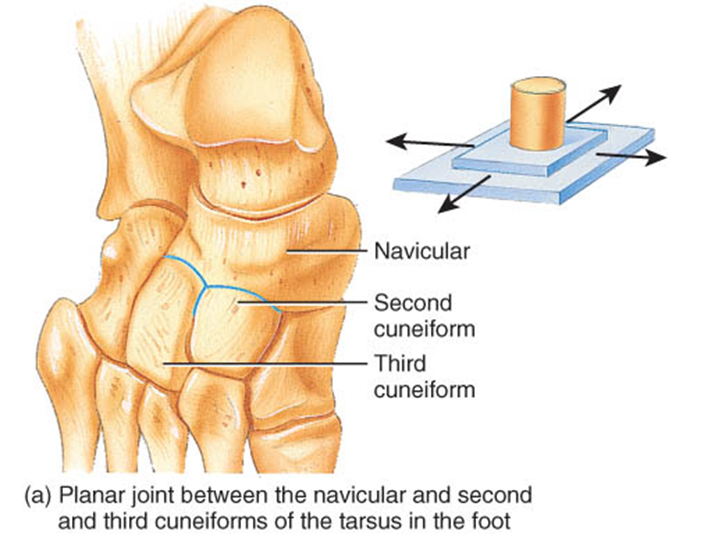 Navicular
Second
cuneiform
Third
cuneiform
(a) Planar joint between the navicular and second
and third cuneiforms of the tarsus in the foot